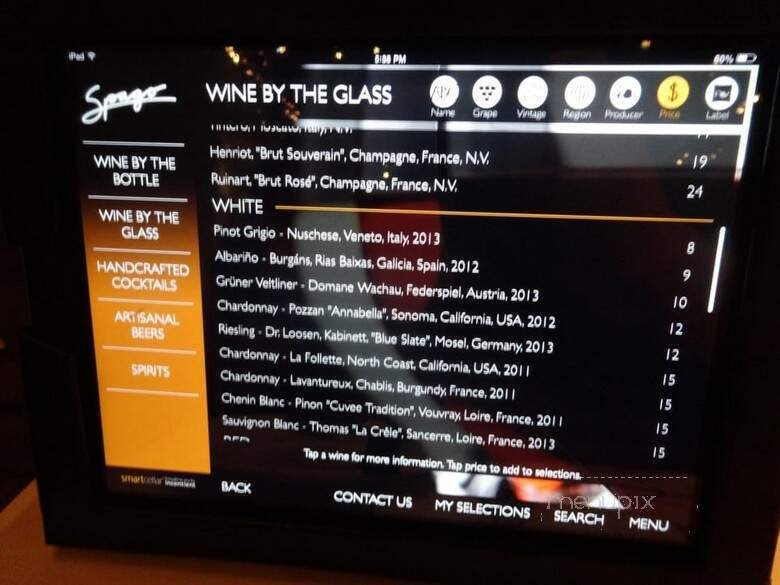 iPad
PM
60%
Spago
WINE BY THE GLASS
Name
Grape
Vintage
Region
Producer
$
Price
Label
Moscato, Italy, N.V.
Henriot, "Brut Souverain", Champagne, France, N.V. 19
Ruinart, "Brut Rosé", Champagne, France, N.V. 24
WHITE
Pinot Grigio - Nuschese, Veneto, Italy, 2013 8
Albariño - Burgáns, Rias Baixas, Galicia, Spain, 2012 9
Grüner Veltliner - Domane Wachau, Federspiel, Austria, 2013 10
Chardonnay - Pozzan "Annabella", Sonoma, California, USA, 2012 12
Riesling - Dr. Loosen, Kabinett, "Blue Slate", Mosel, Germany, 2013 12
Chardonnay - La Follette, North Coast, California, USA, 2011 15
Chardonnay - Lavantureux, Chablis, Burgundy, France, 2011 15
Chenin Blanc - Pinon "Cuvee Tradition", Vouvray, Loire, France, 2011 15
Sauvignon Blanc - Thomas "La Crêle", Sancerre, Loire, France, 2013 15
RED
Tap a wine for more information. Tap price to add to selections.
WINE BY THE
BOTTLE
WINE BY THE
GLASS
HANDCRAFTED
COCKTAILS
ARTISANAL
BEERS
SPIRITS
smartcellar
incentient
BACK
CONTACT US
MY SELECTIONS
SEARCH
MENU
menupix